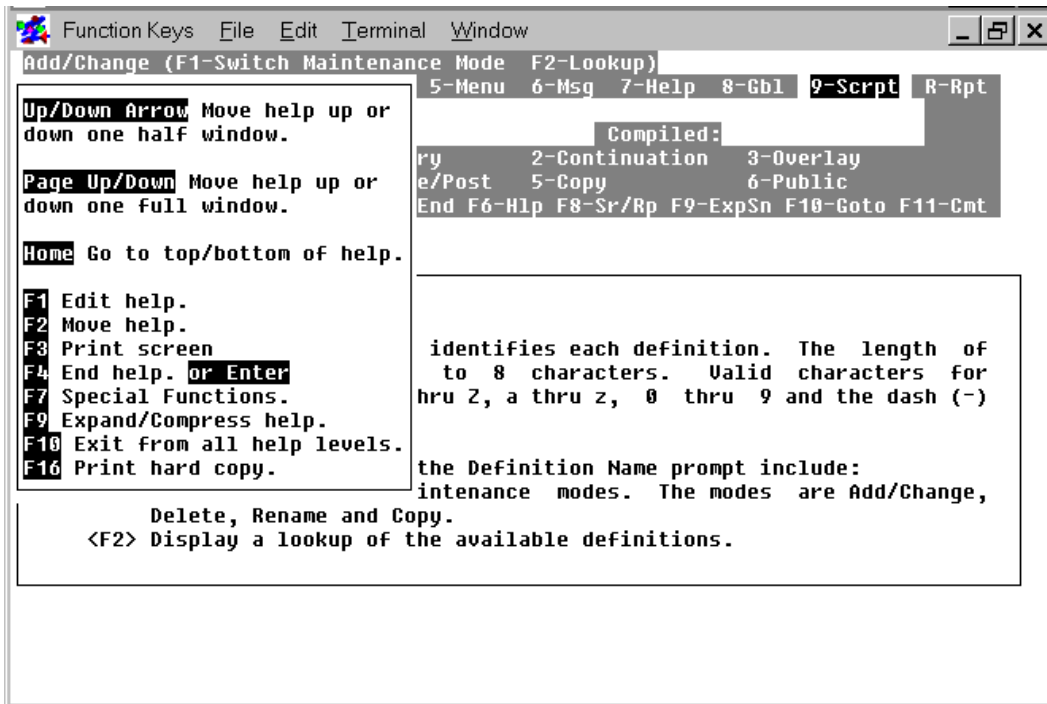 Function Keys File Edit Terminal Window
Add/Change (F1-Switch Maintenance Mode F2-Lookup)
5-Menu 6-Msg 7-Help 8-Gbl 9-Scrpt R-Rpt
Up/Down Arrow Move help up or
down one half window.
Compiled:
ry 2-Continuation 3-Overlay
Page Up/Down Move help up or
e/Post 5-Copy 6-Public
down one full window.
End F6-Hlp F8-Sr/Rp F9-ExpSn F10-Goto F11-Cmt
Home Go to top/bottom of help.
F1 Edit help.
F2 Move help.
F3 Print screen
identifies each definition. The length of
F4 End help. or Enter
to 8 characters. Valid characters for
F7 Special Functions.
hru Z, a thru z, 0 thru 9 and the dash (-)
F9 Expand/Compress help.
F10 Exit from all help levels.
F16 Print hard copy.
the Definition Name prompt include:
intenance modes. The modes are Add/Change,
Delete, Rename and Copy.
<F2> Display a lookup of the available definitions.